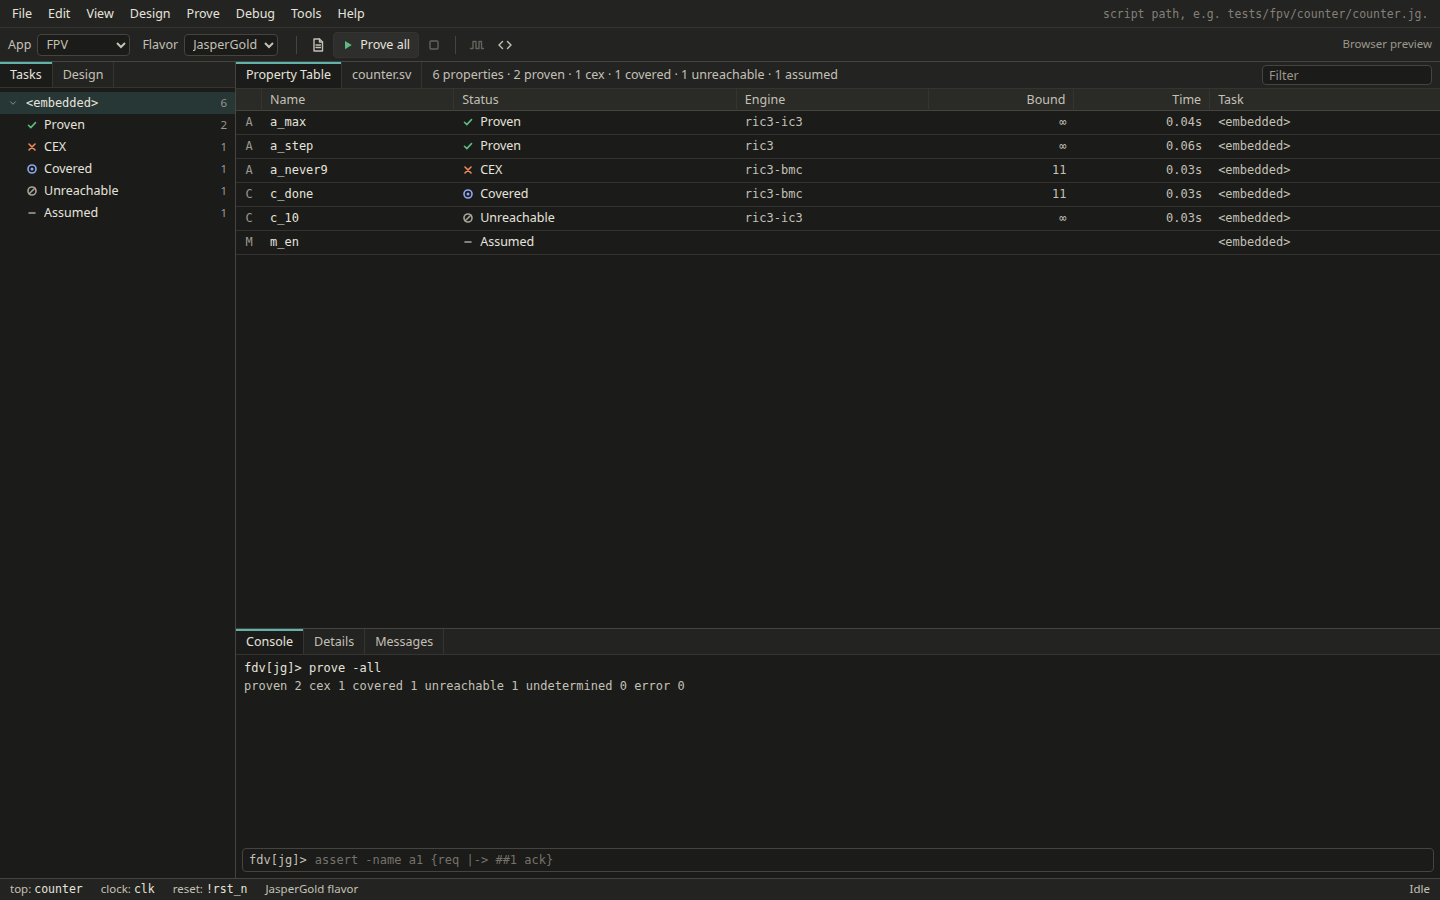 File Edit View Design Prove Debug Tools Help script path, e.g. tests/fpv/counter/counter.jg.
App FPV Flavor JasperGold Prove all Browser preview
Tasks Design Property Table counter.sv 6 properties · 2 proven · 1 cex · 1 covered · 1 unreachable · 1 assumed Filter
<embedded> 6
Proven 2
CEX 1
Covered 1
Unreachable 1
Assumed 1
Name Status Engine Bound Time Task
A a_max Proven ric3-ic3 ∞ 0.04s <embedded>
A a_step Proven ric3 ∞ 0.06s <embedded>
A a_never9 CEX ric3-bmc 11 0.03s <embedded>
C c_done Covered ric3-bmc 11 0.03s <embedded>
C c_10 Unreachable ric3-ic3 ∞ 0.03s <embedded>
M m_en Assumed <embedded>
Console Details Messages
fdv[jg]> prove -all
proven 2 cex 1 covered 1 unreachable 1 undetermined 0 error 0
fdv[jg]> assert -name a1 {req |-> ##1 ack}
top: counter clock: clk reset: !rst_n JasperGold flavor Idle